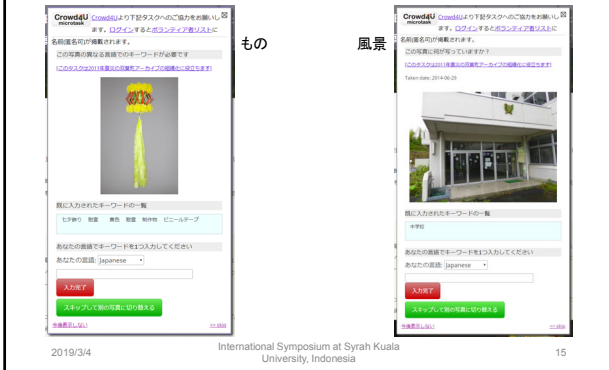 Crowd4U Crowd4Uより下記タスクへのご協力をお願いし
microtask
ます。ログインするとボランティア者リストに
名前(匿名可)が掲載されます。
この写真の異なる言語でのキーワードが必要です
(このタスクは2011年震災の双葉町アーカイブの組織化に役立ちます)
既に入力されたキーワードの一覧
七夕飾り 敬童 黄色 敬童 制作物 ビニールテープ
あなたの言語でキーワードを1つ入力してください
あなたの言語: Japanese
入力完了
スキップして別の写真に切り替える
今後表示しない
>> skip
もの
風景
Crowd4U Crowd4Uより下記タスクへのご協力をお願いし
microtask
ます。ログインするとボランティア者リストに
名前(匿名可)が掲載されます。
この写真に何が写っていますか?
(このタスクは2011年震災の双葉町アーカイブの組織化に役立ちます)
Taken date: 2014-06-29
既に入力されたキーワードの一覧
中学校
あなたの言語でキーワードを1つ入力してください
あなたの言語: Japanese
入力完了
スキップして別の写真に切り替える
今後表示しない
>> skip
2019/3/4
International Symposium at Syrah Kuala
University, Indonesia
15